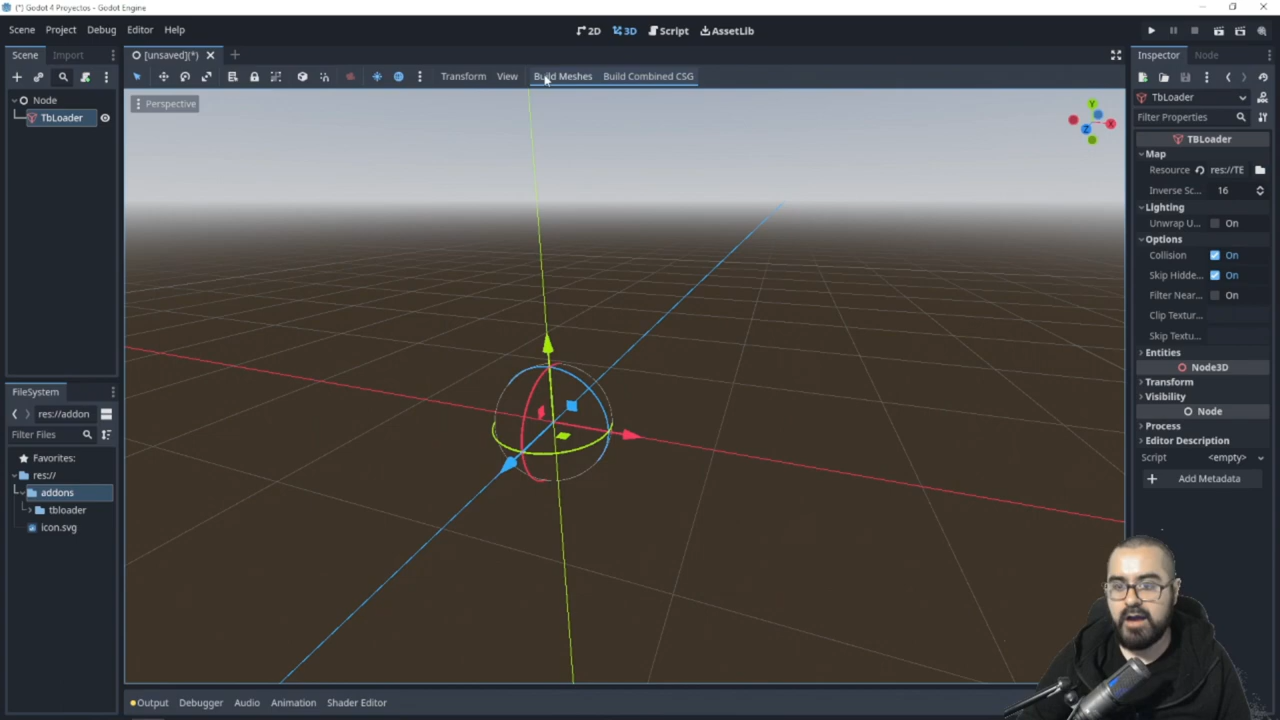 (*) Godot 4 Proyectos - Godot Engine
Scene Project Debug Editor Help
2D 3D Script AssetLib
Scene Import
[unsaved](*)
Inspector Node
Transform View Build Meshes Build Combined CSG
Node
TbLoader
Perspective
Y
X
Z
TbLoader
Filter Properties
TBLoader
Map
Resource res://TE
Inverse Sc... 16
Lighting
Unwrap U... On
Options
Collision On
Skip Hidde... On
Filter Near... On
Clip Textur...
Skip Textu...
Entities
Node3D
Transform
Visibility
Node
Process
Editor Description
Script <empty>
Add Metadata
FileSystem
res://addon
Filter Files
Favorites:
res://
addons
tbloader
icon.svg
Output Debugger Audio Animation Shader Editor